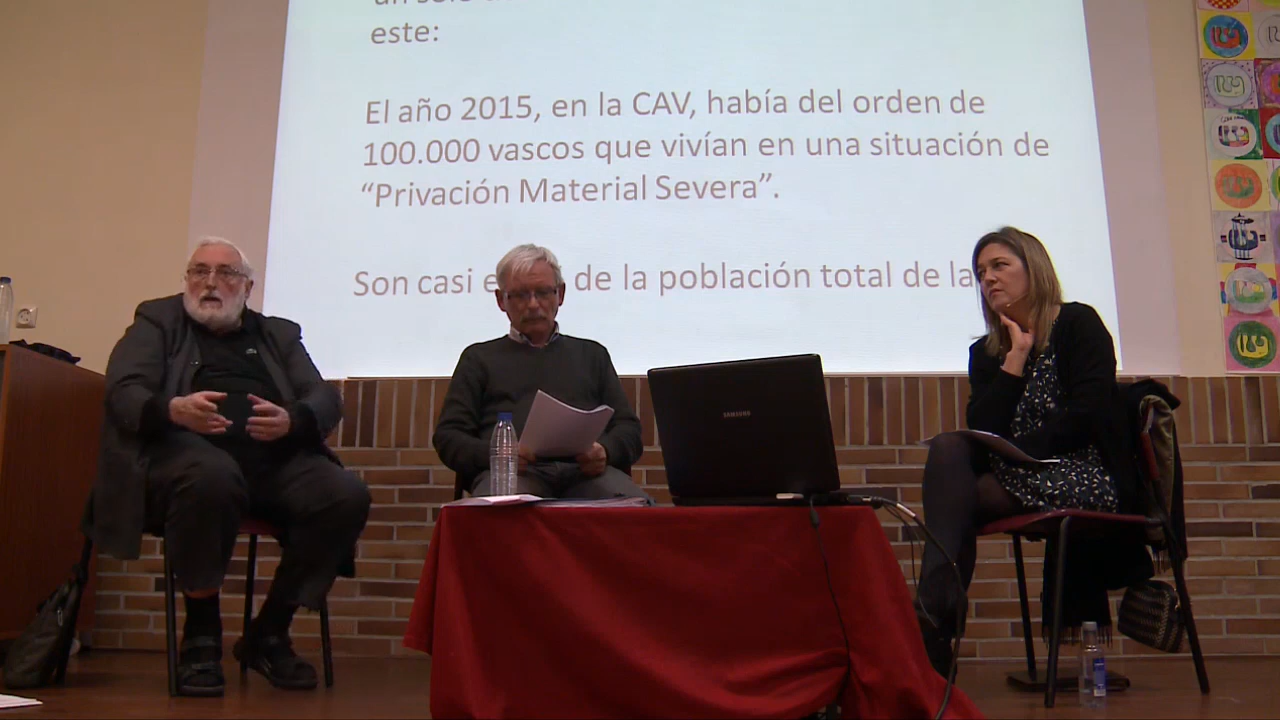 este:
El año 2015, en la CAV, había del orden de
100.000 vascos que vivían en una situación de
“Privación Material Severa”.
Son casi de la población total de la
SAMSUNG